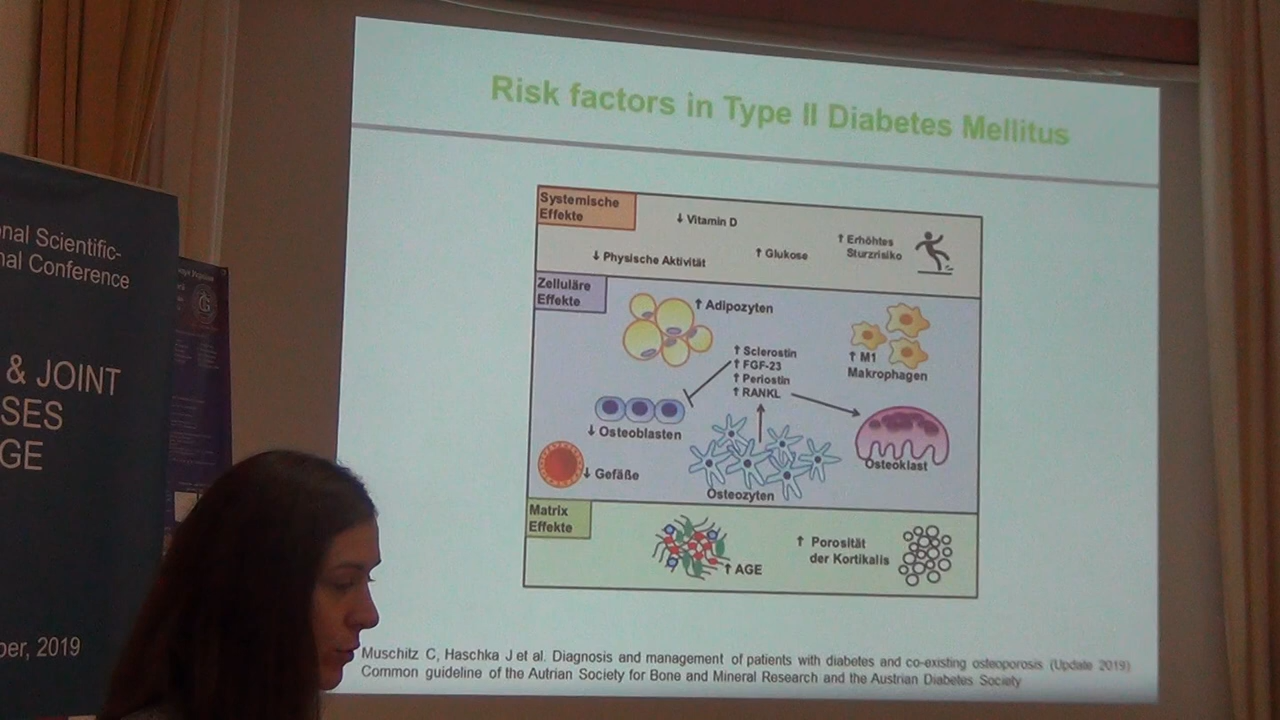 Risk factors in Type II Diabetes Mellitus
Systemische
Effekte
↓ Vitamin D
↓ Physische Aktivität
↑ Glukose
↑ Erhöhtes
Sturzrisiko
Zelluläre
Effekte
↑ Adipozyten
↑ Sclerostin
↑ FGF-23
↑ Periostin
↑ RANKL
↑ M1
Makrophagen
↓ Osteoblasten
Osteoklast
↓ Gefäße
Osteozyten
Matrix
Effekte
↑ AGE
↑ Porosität
der Kortikalis
Muschitz C, Haschka J et al. Diagnosis and management of patients with diabetes and co-existing osteoporosis (Update 2019)
Common guideline of the Autrian Society for Bone and Mineral Research and the Austrian Diabetes Society
nal Scientific-
nal Conference
& JOINT
SES
GE
ber, 2019